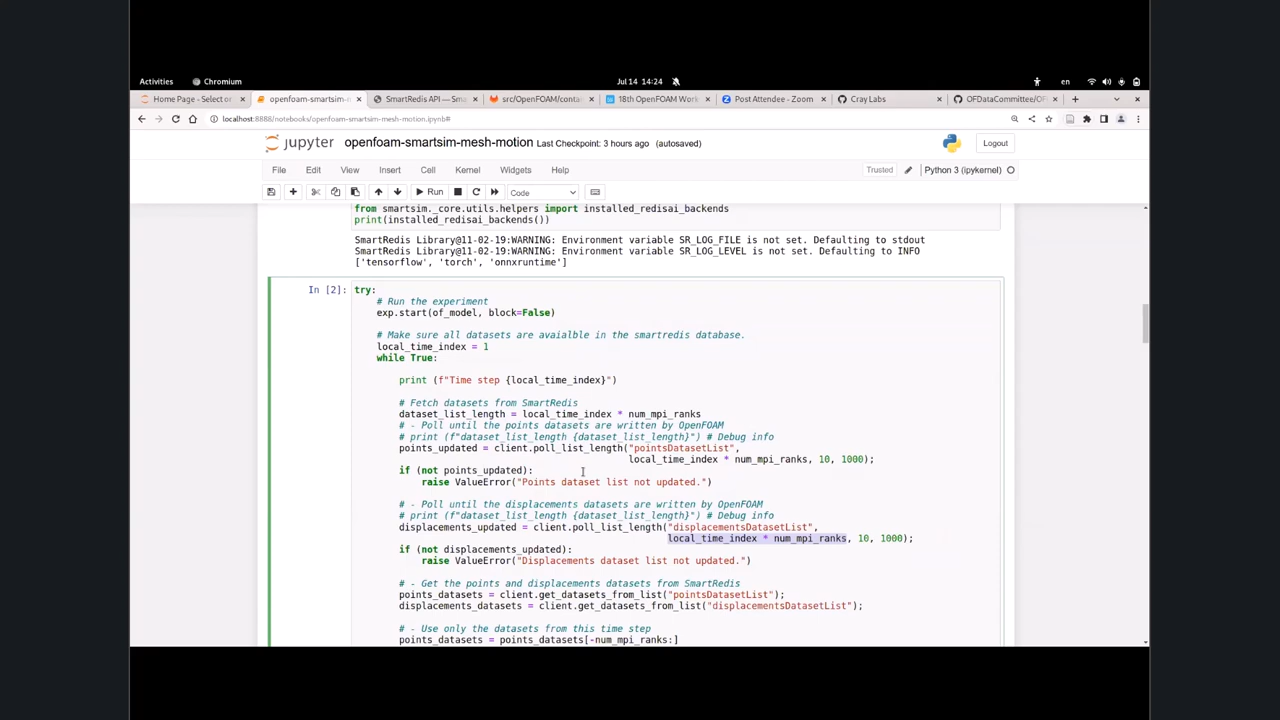 Activities Chromium Jul 14 14:24 en
Home Page - Select or openfoam-smartsim-m SmartRedis API — Sma src/OpenFOAM/conta 18th OpenFOAM Work Post Attendee - Zoom Cray Labs OFDataCommittee/OF
localhost:8888/notebooks/openfoam-smartsim-mesh-motion.ipynb#
jupyter openfoam-smartsim-mesh-motion Last Checkpoint: 3 hours ago (autosaved) Logout
File Edit View Insert Cell Kernel Widgets Help Trusted Python 3 (ipykernel)
Run Code
from smartsim._core.utils.helpers import installed_redisai_backends
print(installed_redisai_backends())
SmartRedis Library@11-02-19:WARNING: Environment variable SR_LOG_FILE is not set. Defaulting to stdout
SmartRedis Library@11-02-19:WARNING: Environment variable SR_LOG_LEVEL is not set. Defaulting to INFO
['tensorflow', 'torch', 'onnxruntime']
In [2]: try:
# Run the experiment
exp.start(of_model, block=False)
# Make sure all datasets are avaialble in the smartredis database.
local_time_index = 1
while True:
print (f"Time step {local_time_index}")
# Fetch datasets from SmartRedis
dataset_list_length = local_time_index * num_mpi_ranks
# - Poll until the points datasets are written by OpenFOAM
# print (f"dataset_list_length {dataset_list_length}") # Debug info
points_updated = client.poll_list_length("pointsDatasetList",
local_time_index * num_mpi_ranks, 10, 1000);
if (not points_updated):
raise ValueError("Points dataset list not updated.")
# - Poll until the displacements datasets are written by OpenFOAM
# print (f"dataset_list_length {dataset_list_length}") # Debug info
displacements_updated = client.poll_list_length("displacementsDatasetList",
local_time_index * num_mpi_ranks, 10, 1000);
if (not displacements_updated):
raise ValueError("Displacements dataset list not updated.")
# - Get the points and displacements datasets from SmartRedis
points_datasets = client.get_datasets_from_list("pointsDatasetList");
displacements_datasets = client.get_datasets_from_list("displacementsDatasetList");
# - Use only the datasets from this time step
points_datasets = points_datasets[-num_mpi_ranks:]